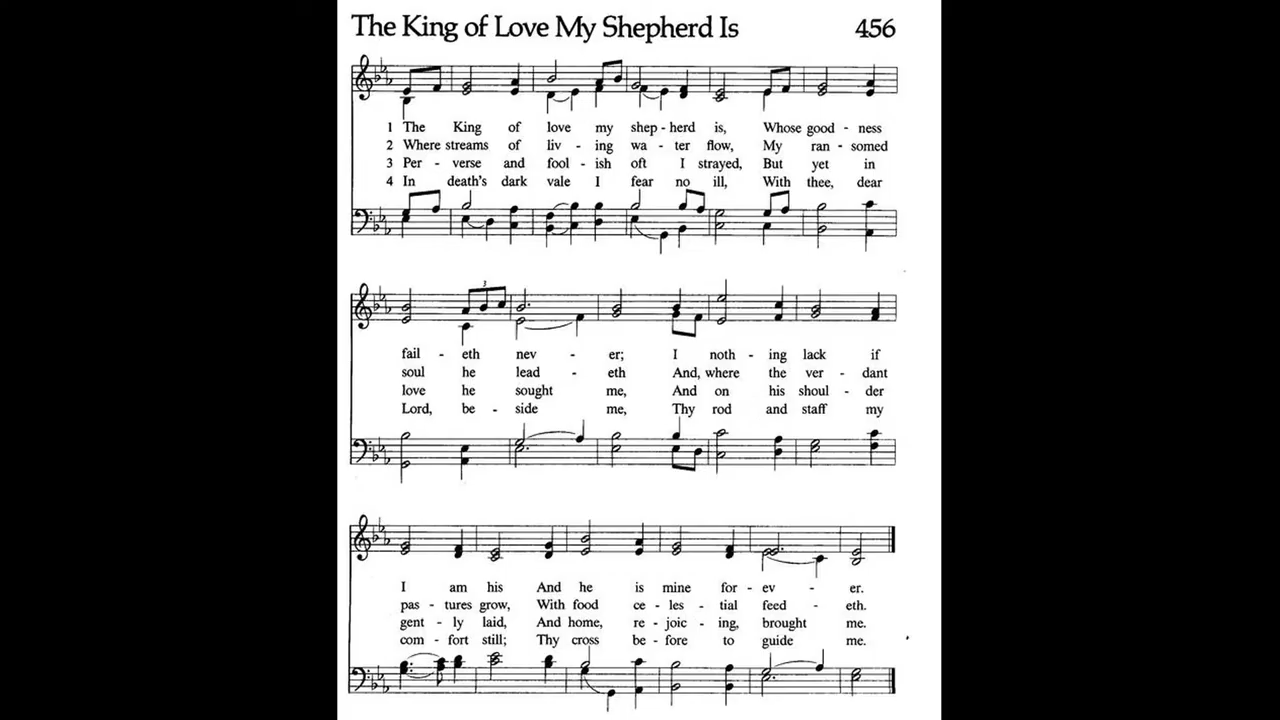 The King of Love My Shepherd Is 456
1 The King of love my shep - herd is, Whose good - ness
2 Where streams of liv - ing wa - ter flow, My ran - somed
3 Per - verse and fool - ish oft I strayed, But yet in
4 In death's dark vale I fear no ill, With thee, dear
3
fail - eth nev - er; I noth - ing lack if
soul he lead - eth And, where the ver - dant
love he sought me, And on his shoul - der
Lord, be - side me, Thy rod and staff my
I am his And he is mine for - ev - er.
pas - tures grow, With food ce - les - tial feed - eth.
gent - ly laid, And home, re - joic - ing, brought me.
com - fort still; Thy cross be - fore to guide me.